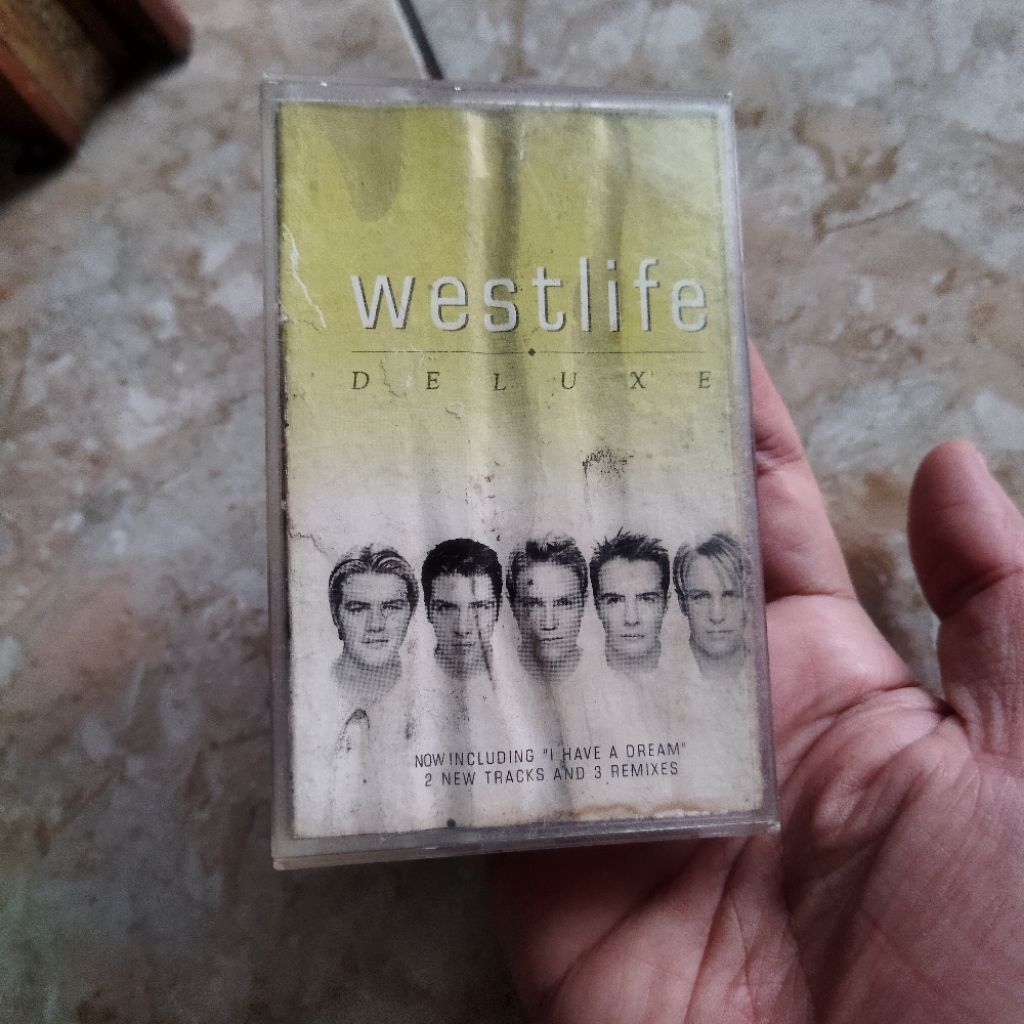 westlife
DELUXE
NOW INCLUDING "I HAVE A DREAM"
2 NEW TRACKS AND 3 REMIXES